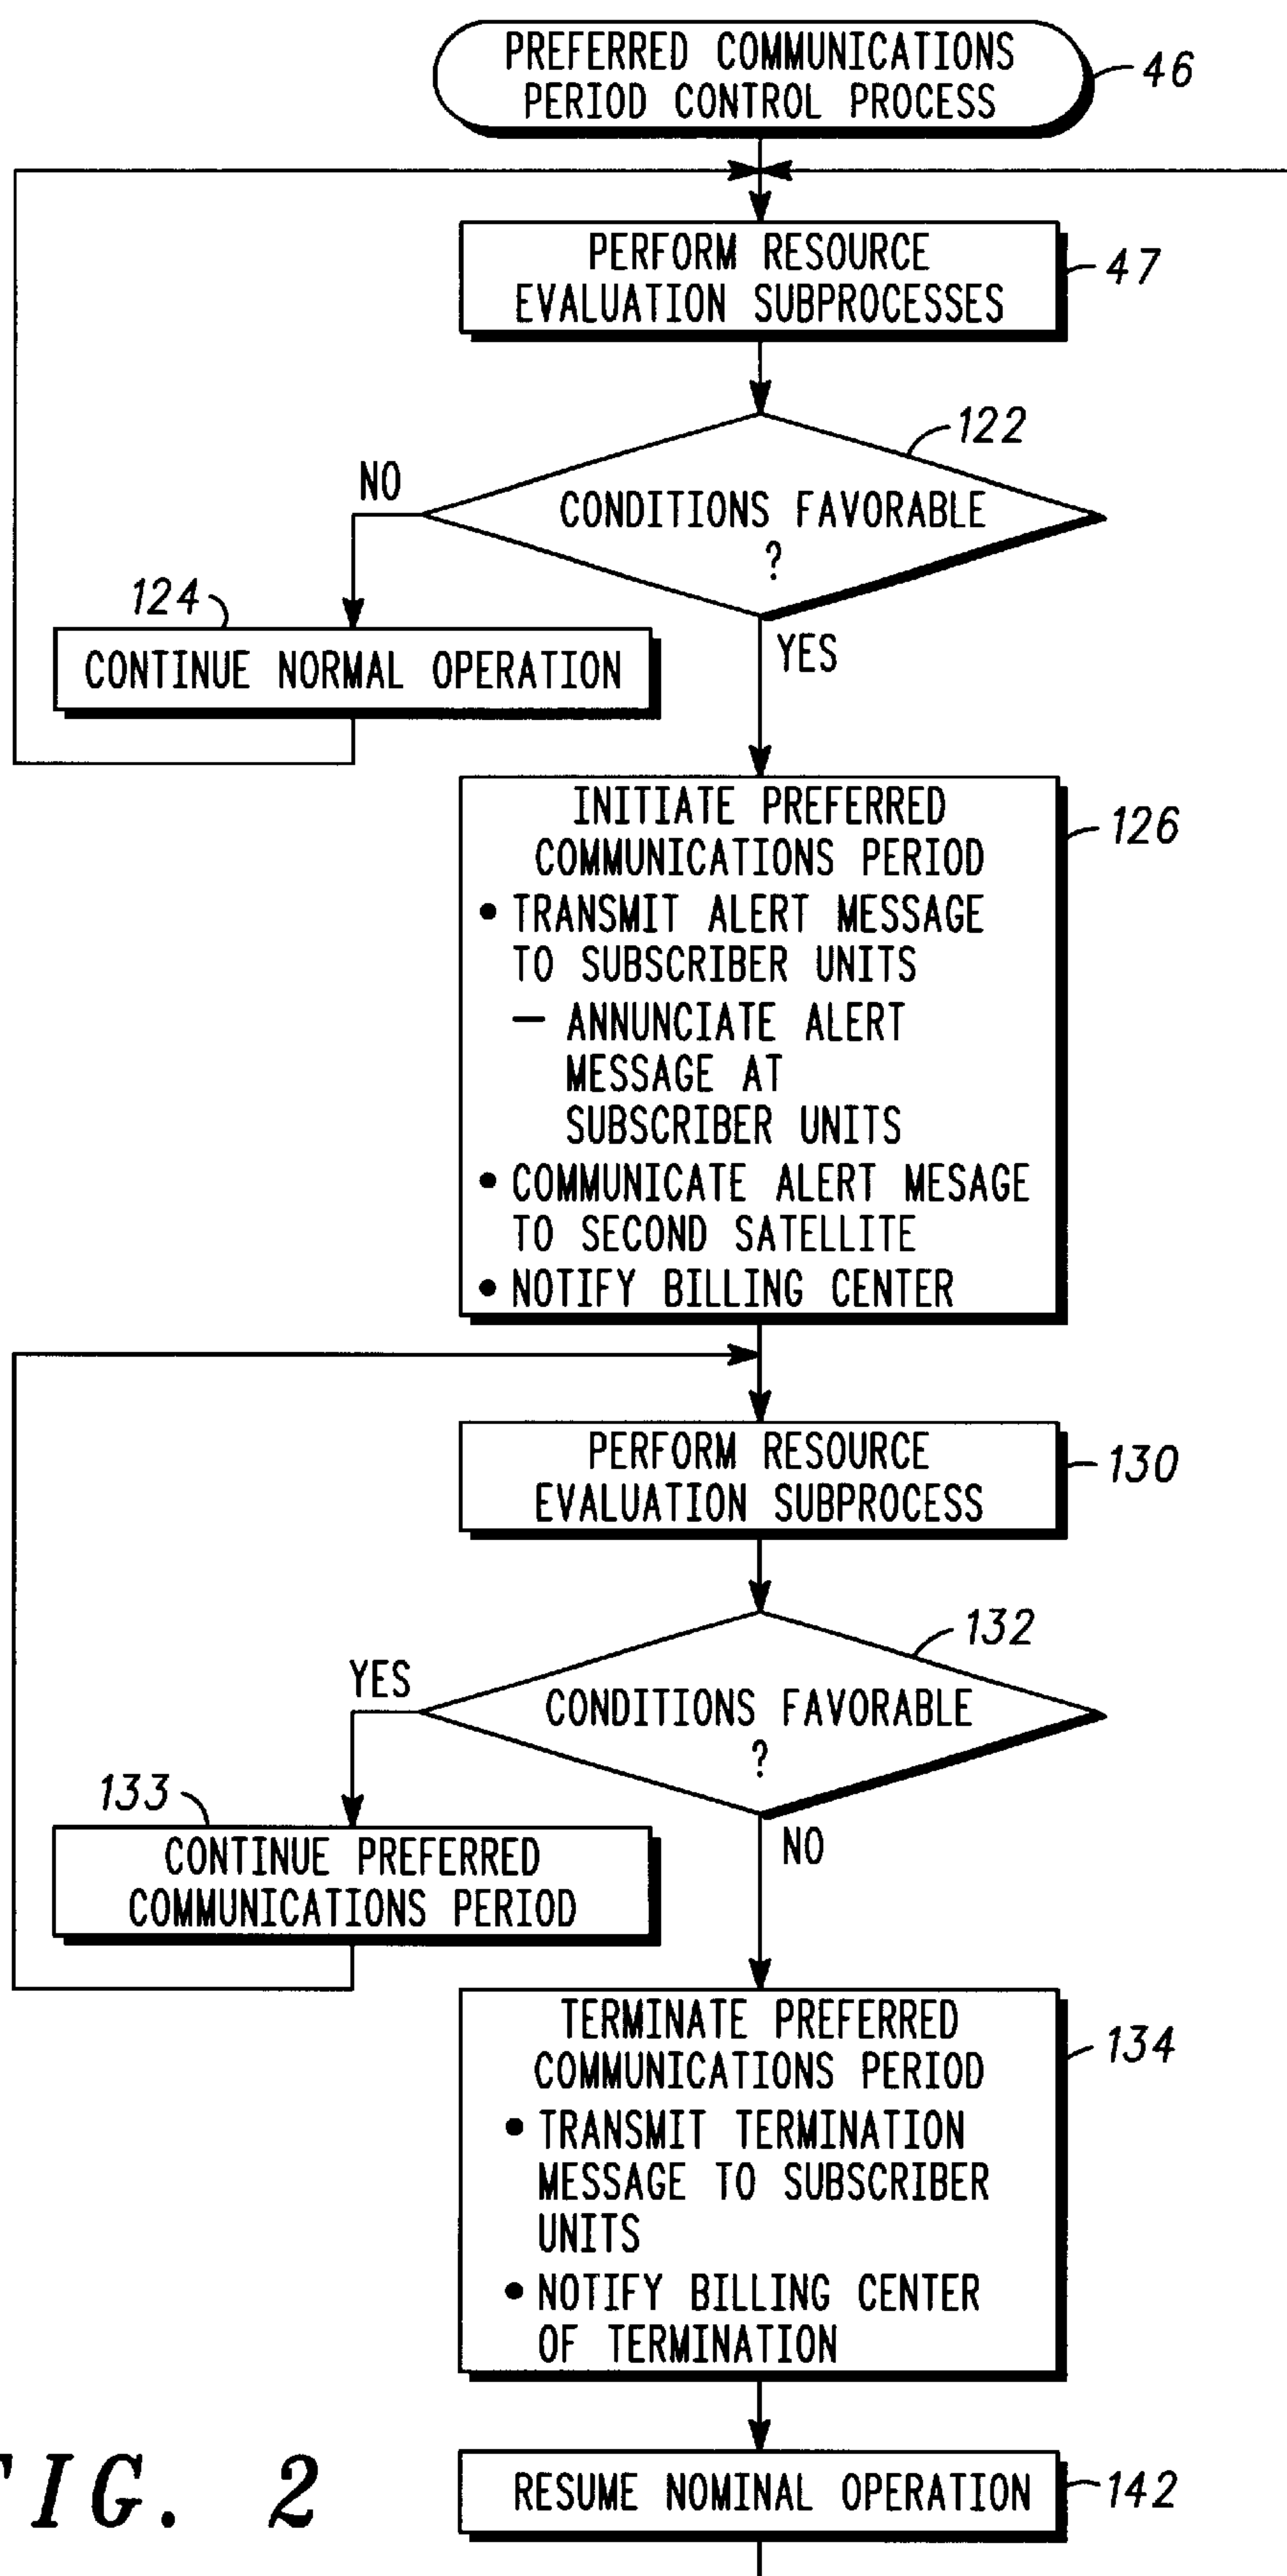 PREFERRED COMMUNICATIONS
PERIOD CONTROL PROCESS
46
PERFORM RESOURCE
EVALUATION SUBPROCESSES
47
122
NO
CONDITIONS FAVORABLE
?
124
YES
CONTINUE NORMAL OPERATION
INITIATE PREFERRED
COMMUNICATIONS PERIOD
126
• TRANSMIT ALERT MESSAGE
TO SUBSCRIBER UNITS
— ANNUNCIATE ALERT
MESSAGE AT
SUBSCRIBER UNITS
• COMMUNICATE ALERT MESAGE
TO SECOND SATELLITE
• NOTIFY BILLING CENTER
PERFORM RESOURCE
EVALUATION SUBPROCESS
130
132
YES
CONDITIONS FAVORABLE
?
133
NO
CONTINUE PREFERRED
COMMUNICATIONS PERIOD
TERMINATE PREFERRED
COMMUNICATIONS PERIOD
134
• TRANSMIT TERMINATION
MESSAGE TO SUBSCRIBER
UNITS
• NOTIFY BILLING CENTER
OF TERMINATION
RESUME NOMINAL OPERATION
142
FIG. 2